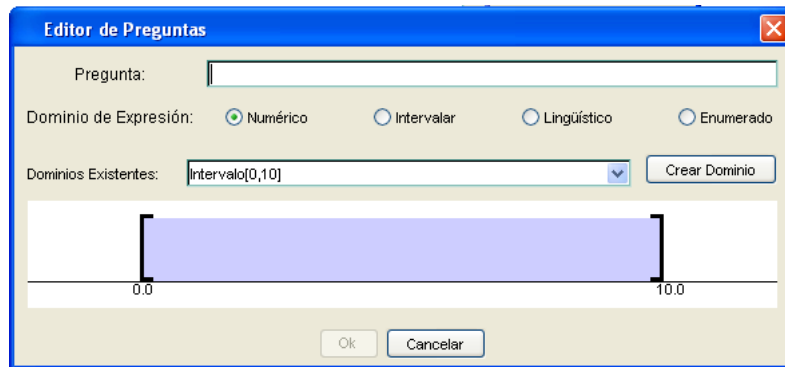 Editor de Preguntas
Pregunta:
Dominio de Expresión: Numérico Intervalar Lingüístico Enumerado
Dominios Existentes: Intervalo[0,10] Crear Dominio
0.0 10.0
Ok Cancelar